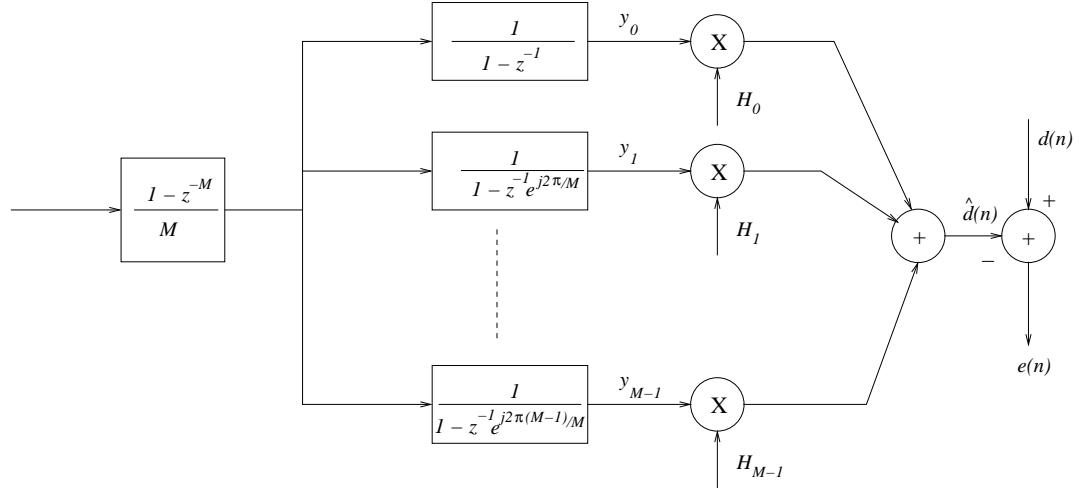 1
1 − z^{−1}
y_0
X
H_0
1
1 − z^{−1} e^{j2π/M}
y_1
X
H_1
d(n)
1 − z^{−M}
M
+
d̂(n)
+
−
+
e(n)
1
1 − z^{−1} e^{j2π(M−1)/M}
y_{M−1}
X
H_{M−1}